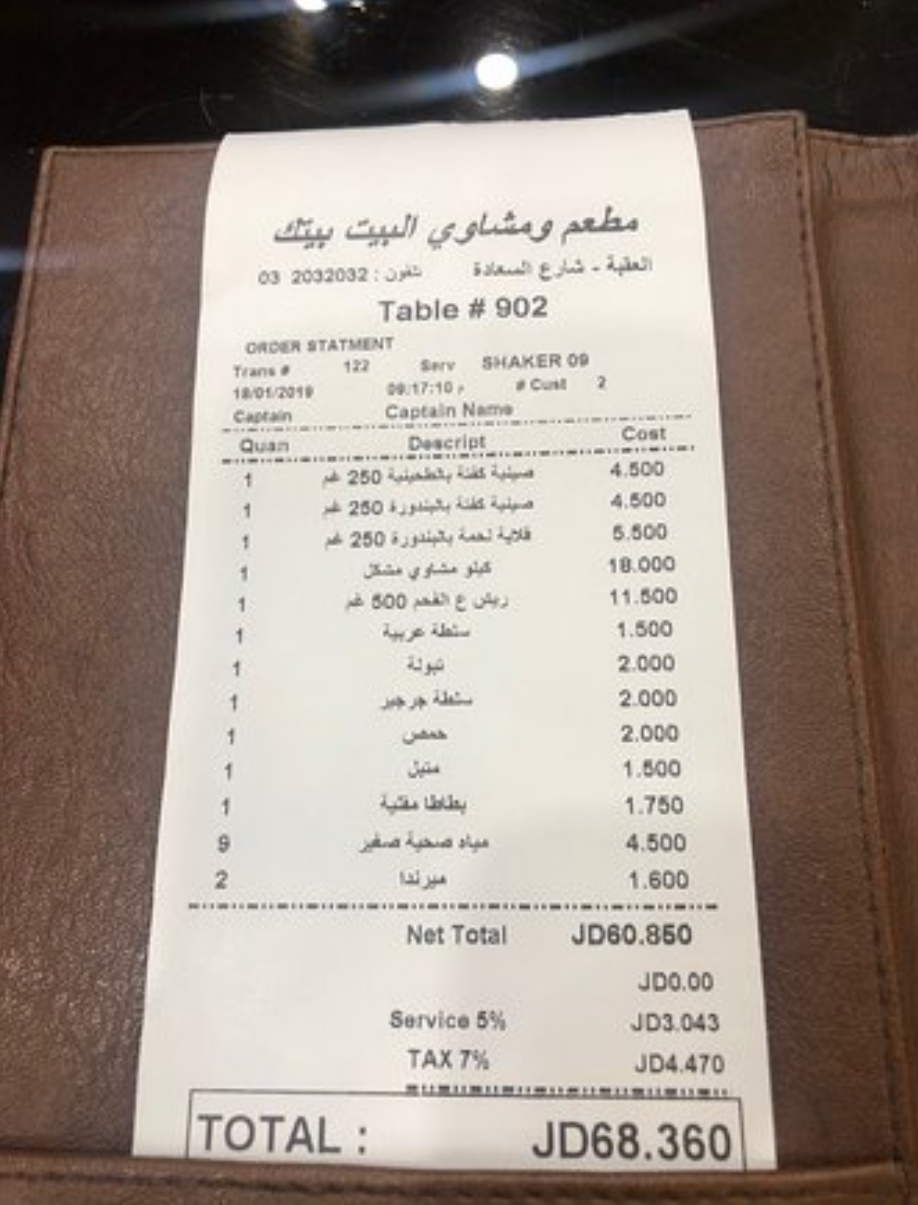 مطعم ومشاوي البيت بيتك
العقبة - شارع السعادة تلفون : 2032032 03
Table # 902
ORDER STATMENT
Trans # 122 Serv SHAKER 09
18/01/2019 09:17:10 م # Cust 2
Captain Captain Name
Quan Descript Cost
1 صينية كفتة بالطحينية 250 غم 4.500
1 صينية كفتة بالبندورة 250 غم 4.500
1 قلاية لحمة بالبندورة 250 غم 5.500
1 كيلو مشاوي مشكل 18.000
1 ريش ع الفحم 500 غم 11.500
1 سلطة عربية 1.500
1 تبولة 2.000
1 سلطة جرجير 2.000
1 حمص 2.000
1 متبل 1.500
1 بطاطا مقلية 1.750
9 مياه صحية صغير 4.500
2 ميرندا 1.600
Net Total JD60.850
JD0.00
Service 5% JD3.043
TAX 7% JD4.470
TOTAL : JD68.360